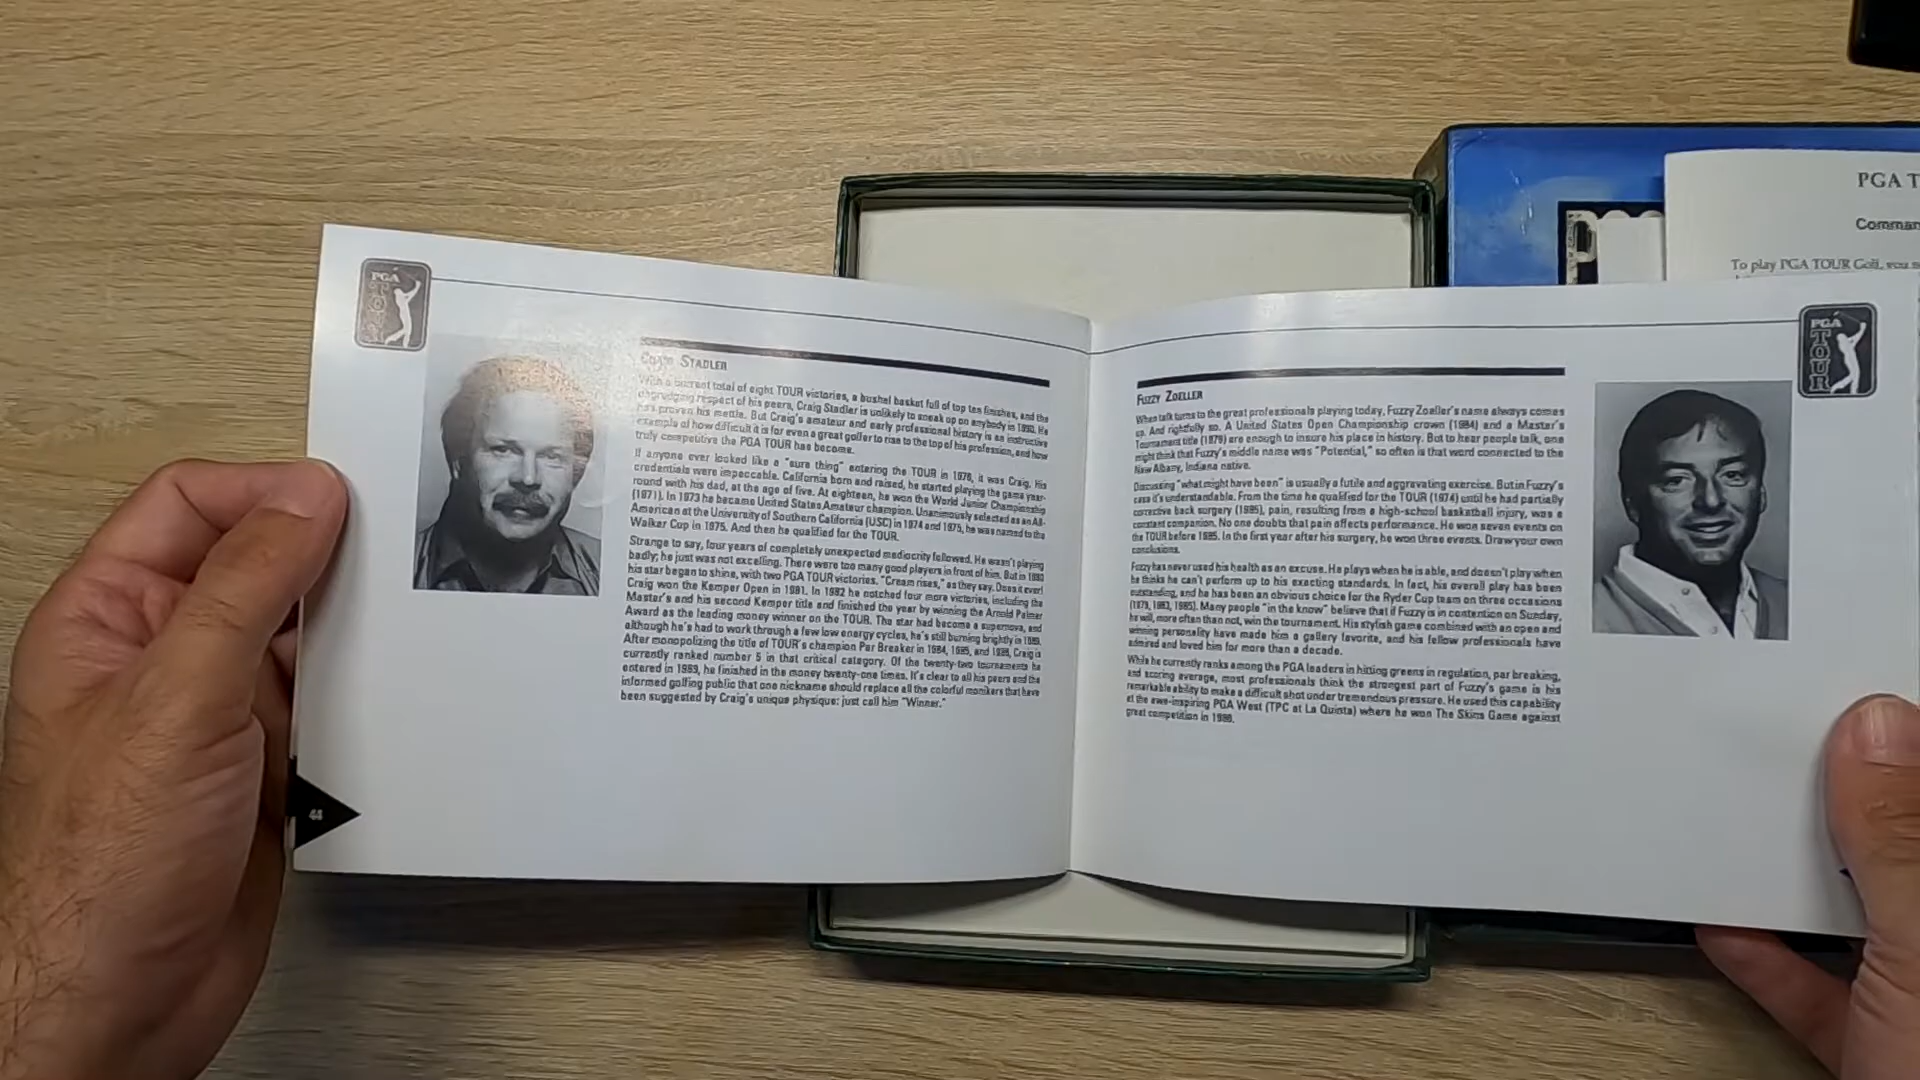 PGA
TOUR
CRAIG STADLER
With a current total of eight TOUR victories, a bushel basket full of top ten finishes, and the
begrudging respect of his peers, Craig Stadler is unlikely to sneak up on anybody in 1990. He
has proven his mettle. But Craig's amateur and early professional history is an instructive
example of how difficult it is for even a great golfer to rise to the top of his profession, and how
truly competitive the PGA TOUR has become.
If anyone ever looked like a "sure thing" entering the TOUR in 1976, it was Craig. His
credentials were impeccable. California born and raised, he started playing the game year-
round with his dad, at the age of five. At eighteen, he won the World Junior Championship
(1971). In 1973 he became United States Amateur champion. Unanimously selected as an All-
American at the University of Southern California (USC) in 1974 and 1975, he was named to the
Walker Cup in 1975. And then he qualified for the TOUR.
Strange to say, four years of completely unexpected mediocrity followed. He wasn't playing
badly; he just was not excelling. There were too many good players in front of him. But in 1980
his star began to shine, with two PGA TOUR victories. "Cream rises," as they say. Does it ever!
Craig won the Kemper Open in 1981. In 1982 he notched four more victories, including the
Master's and his second Kemper title and finished the year by winning the Arnold Palmer
Award as the leading money winner on the TOUR. The star had become a supernova, and
although he's had to work through a few low energy cycles, he's still burning brightly in 1989.
After monopolizing the title of TOUR's champion Par Breaker in 1984, 1985, and 1986, Craig is
currently ranked number 5 in that critical category. Of the twenty-two tournaments he
entered in 1989, he finished in the money twenty-one times. It's clear to all his peers and the
informed golfing public that one nickname should replace all the colorful monikers that have
been suggested by Craig's unique physique: just call him "Winner."
44
PGA
TOUR
FUZZY ZOELLER
When talk turns to the great professionals playing today, Fuzzy Zoeller's name always comes
up. And rightfully so. A United States Open Championship crown (1984) and a Master's
Tournament title (1979) are enough to insure his place in history. But to hear people talk, one
might think that Fuzzy's middle name was "Potential," so often is that word connected to the
New Albany, Indiana native.
Discussing "what might have been" is usually a futile and aggravating exercise. But in Fuzzy's
case it's understandable. From the time he qualified for the TOUR (1974) until he had partially
corrective back surgery (1985), pain, resulting from a high-school basketball injury, was a
constant companion. No one doubts that pain affects performance. He won seven events on
the TOUR before 1985. In the first year after his surgery, he won three events. Draw your own
conclusions.
Fuzzy has never used his health as an excuse. He plays when he is able, and doesn't play when
he thinks he can't perform up to his exacting standards. In fact, his overall play has been
outstanding, and he has been an obvious choice for the Ryder Cup team on three occasions
(1979, 1983, 1985). Many people "in the know" believe that if Fuzzy is in contention on Sunday,
he will, more often than not, win the tournament. His stylish game combined with an open and
winning personality have made him a gallery favorite, and his fellow professionals have
admired and loved him for more than a decade.
While he currently ranks among the PGA leaders in hitting greens in regulation, par breaking,
and scoring average, most professionals think the strongest part of Fuzzy's game is his
remarkable ability to make a difficult shot under tremendous pressure. He used this capability
at the awe-inspiring PGA West (TPC at La Quinta) where he won The Skins Game against
great competition in 1986.
PGA T
Comman
To play PGA TOUR Golf, you